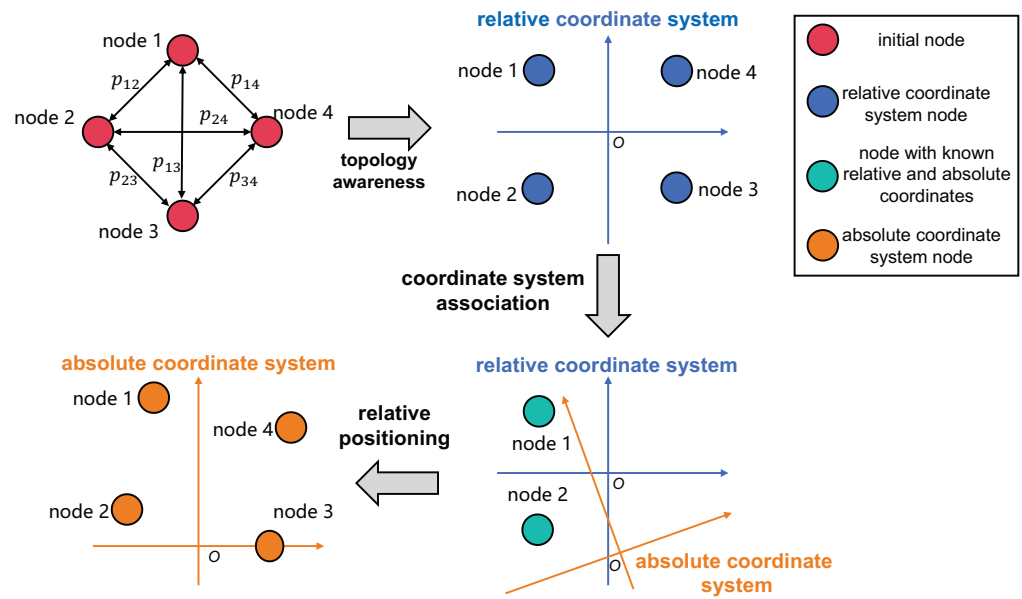 node 1
node 2
node 4
node 3
p₁₂
p₁₄
p₂₄
p₁₃
p₂₃
p₃₄
topology
awareness
relative coordinate system
node 1
node 4
O
node 2
node 3
initial node
relative coordinate
system node
node with known
relative and absolute
coordinates
absolute coordinate
system node
coordinate system
association
relative coordinate system
node 1
O
node 2
O
absolute coordinate
system
relative
positioning
absolute coordinate system
node 1
node 4
node 2
node 3
O